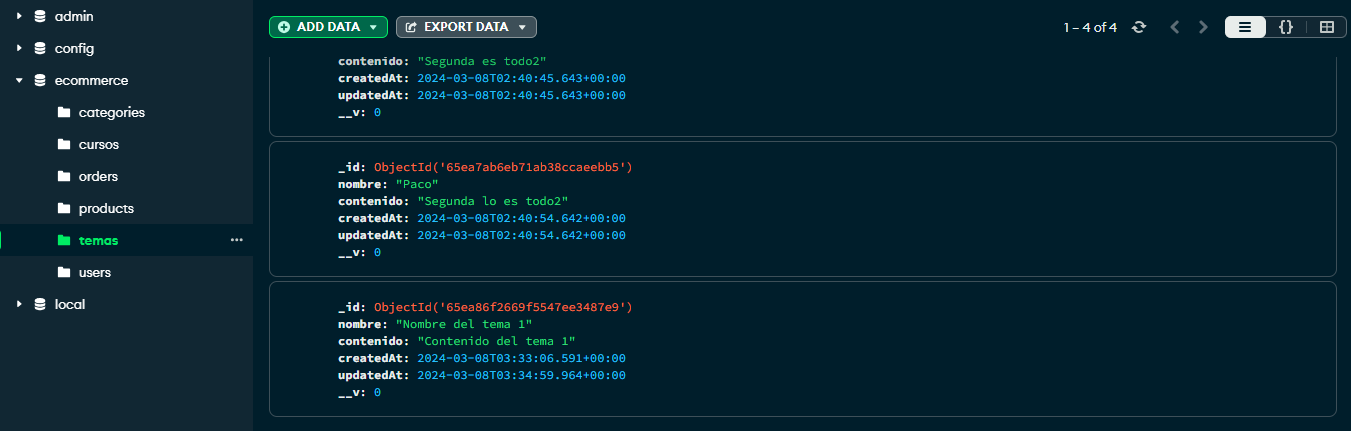 admin
config
ecommerce
categories
cursos
orders
products
temas
users
local
ADD DATA
EXPORT DATA
1 – 4 of 4
{}
contenido: "Segunda es todo2"
createdAt: 2024-03-08T02:40:45.643+00:00
updatedAt: 2024-03-08T02:40:45.643+00:00
__v: 0
_id: ObjectId('65ea7ab6eb71ab38ccaeebb5')
nombre: "Paco"
contenido: "Segunda lo es todo2"
createdAt: 2024-03-08T02:40:54.642+00:00
updatedAt: 2024-03-08T02:40:54.642+00:00
__v: 0
_id: ObjectId('65ea86f2669f5547ee3487e9')
nombre: "Nombre del tema 1"
contenido: "Contenido del tema 1"
createdAt: 2024-03-08T03:33:06.591+00:00
updatedAt: 2024-03-08T03:34:59.964+00:00
__v: 0